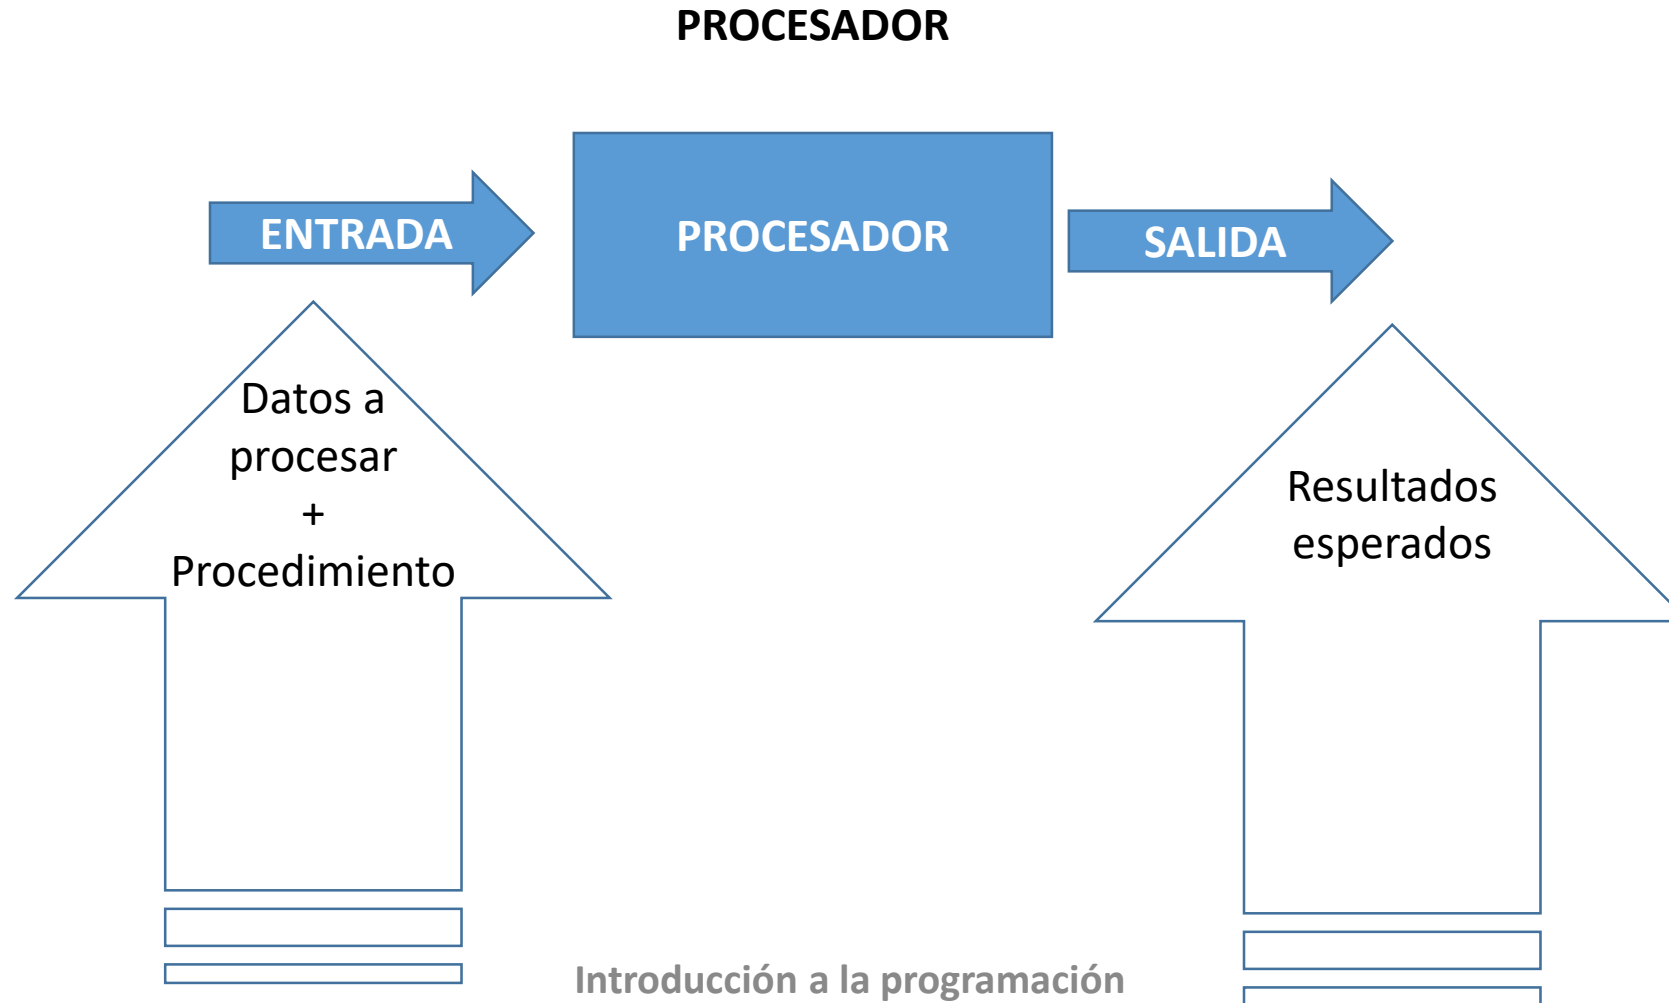 PROCESADOR
ENTRADA
PROCESADOR
SALIDA
Datos a
procesar
+
Procedimiento
Resultados
esperados
Introducción a la programación